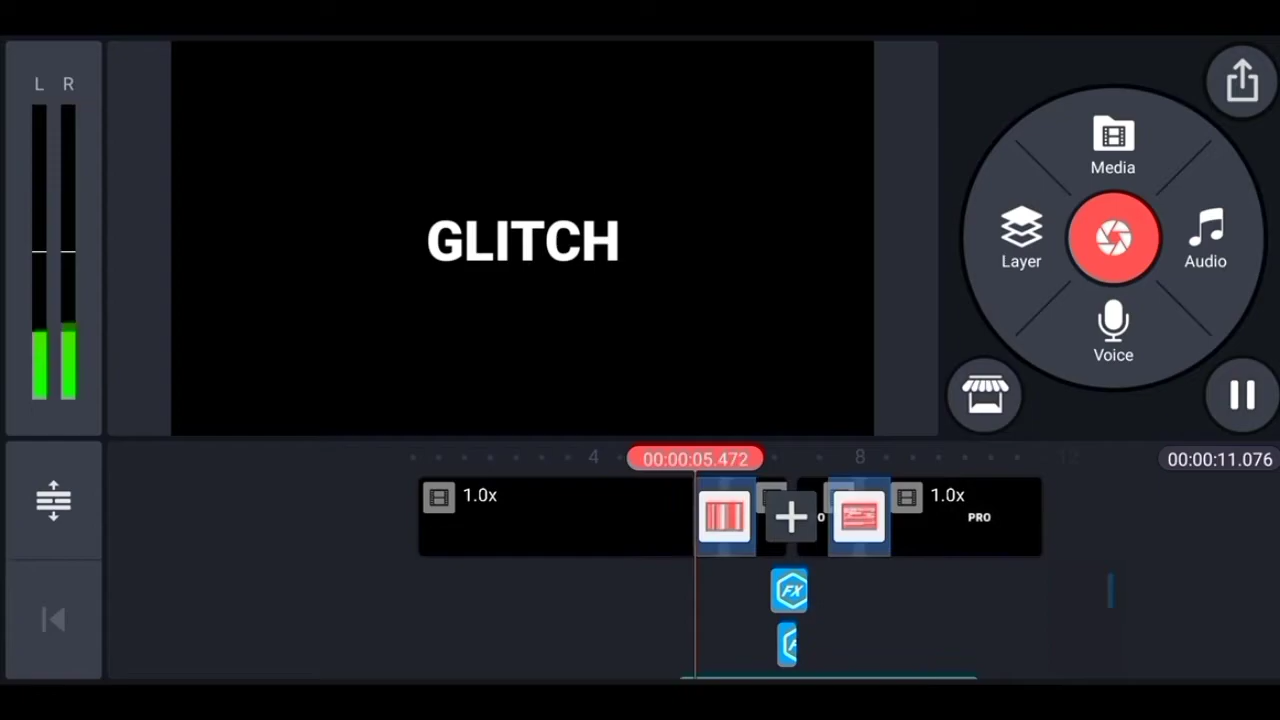 L R
GLITCH
Media
Layer
Audio
Voice
4
00:00:05.472
8
12
00:00:11.076
1.0x
O
1.0x
PRO
FX